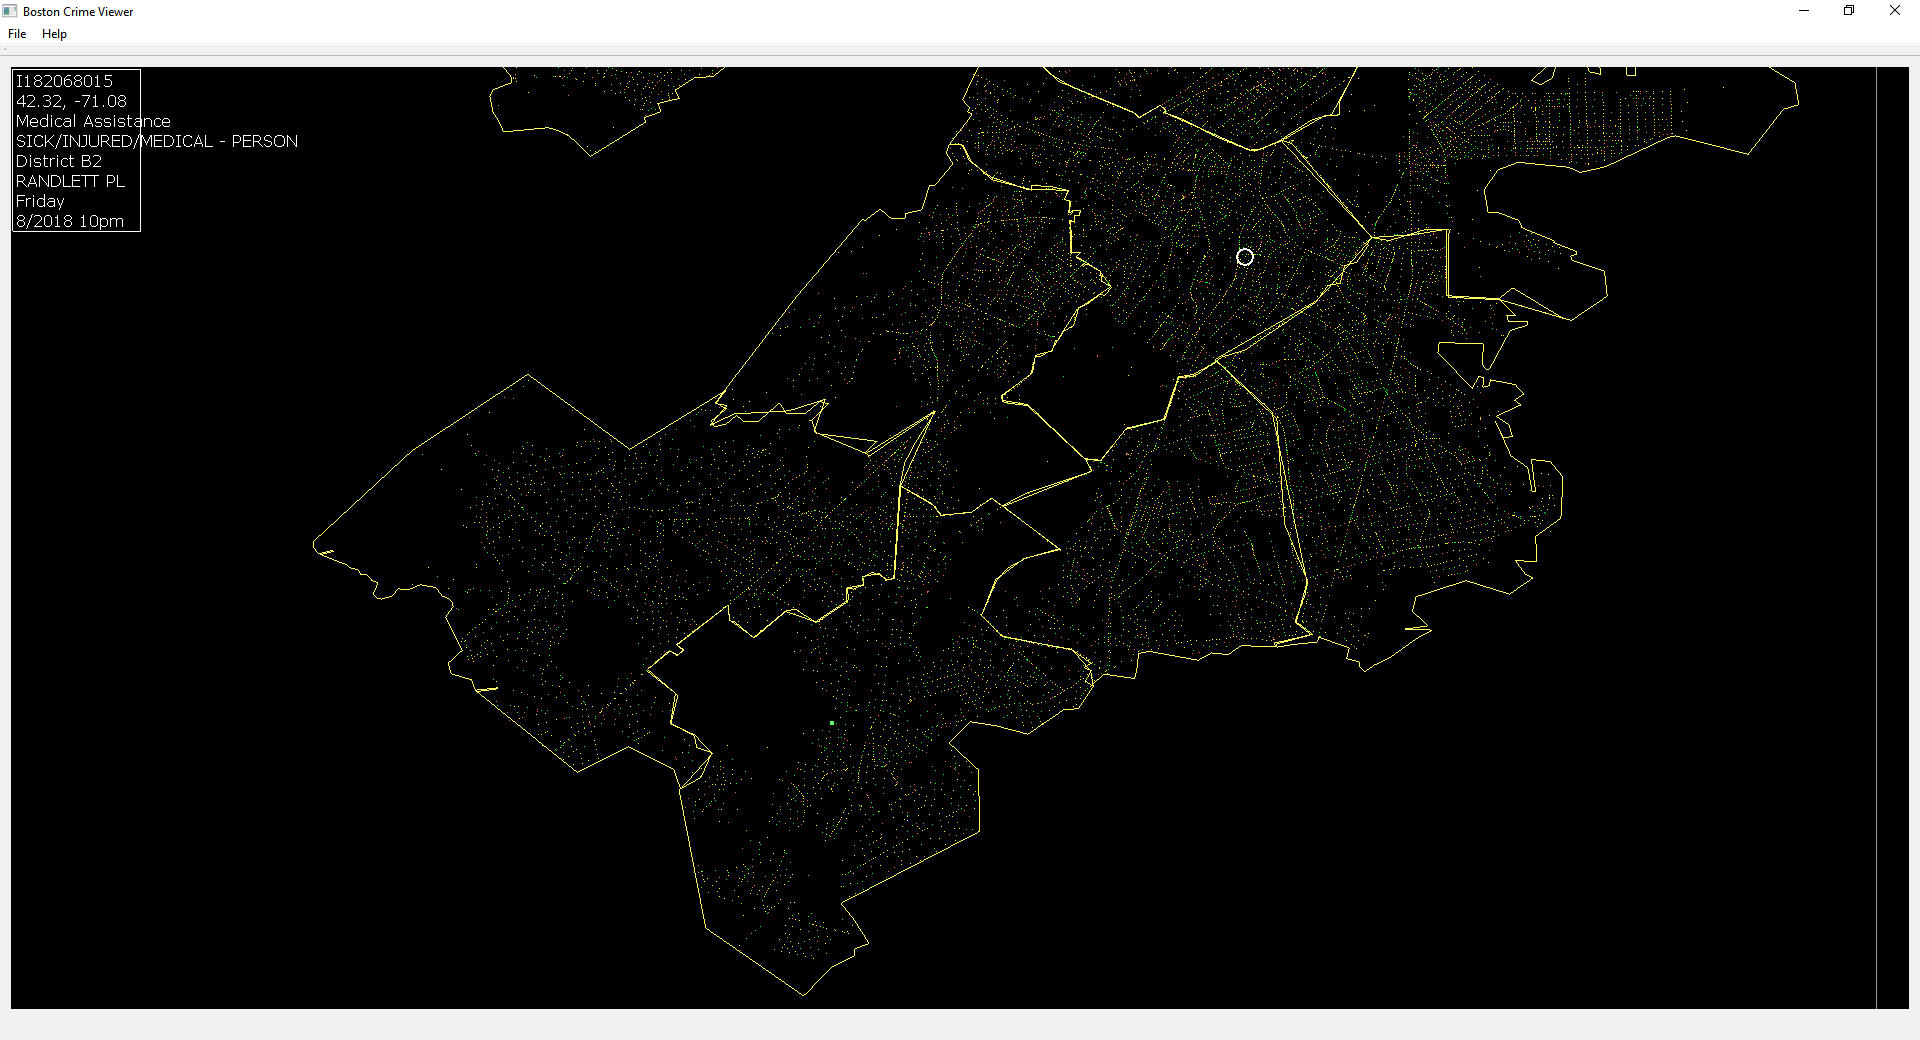 Boston Crime Viewer
File Help
I182068015
42.32, -71.08
Medical Assistance
SICK/INJURED/MEDICAL - PERSON
District B2
RANDLETT PL
Friday
8/2018 10pm